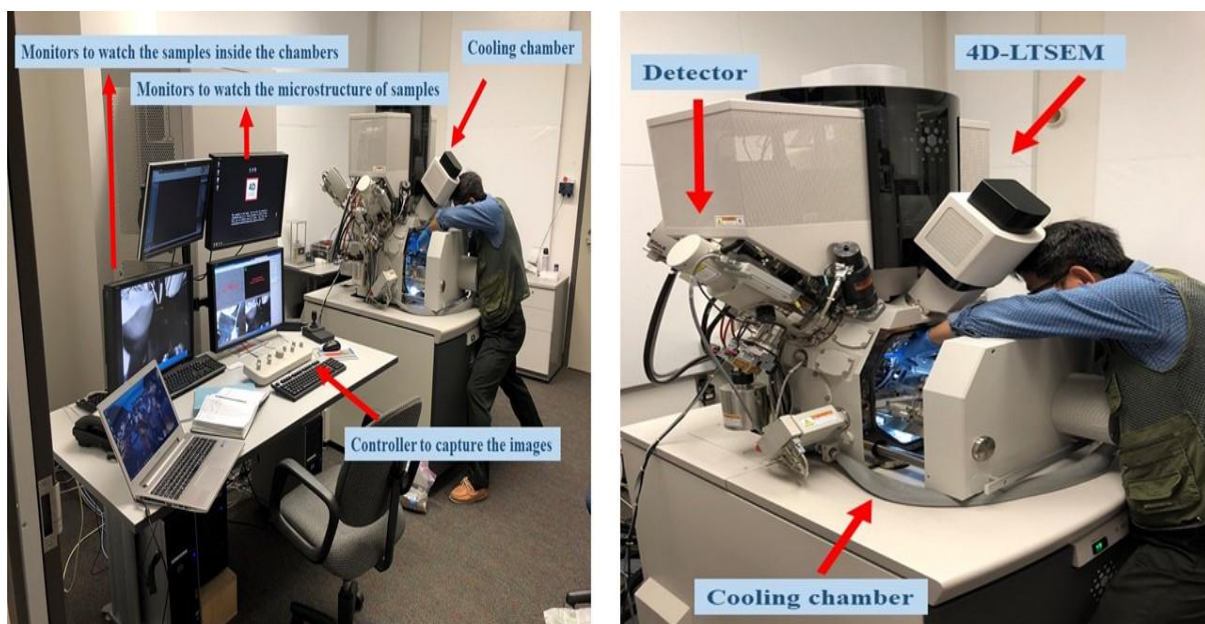 Monitors to watch the samples inside the chambers
Cooling chamber
Monitors to watch the microstructure of samples
4D
Controller to capture the images
4D-LTSEM
Detector
Cooling chamber